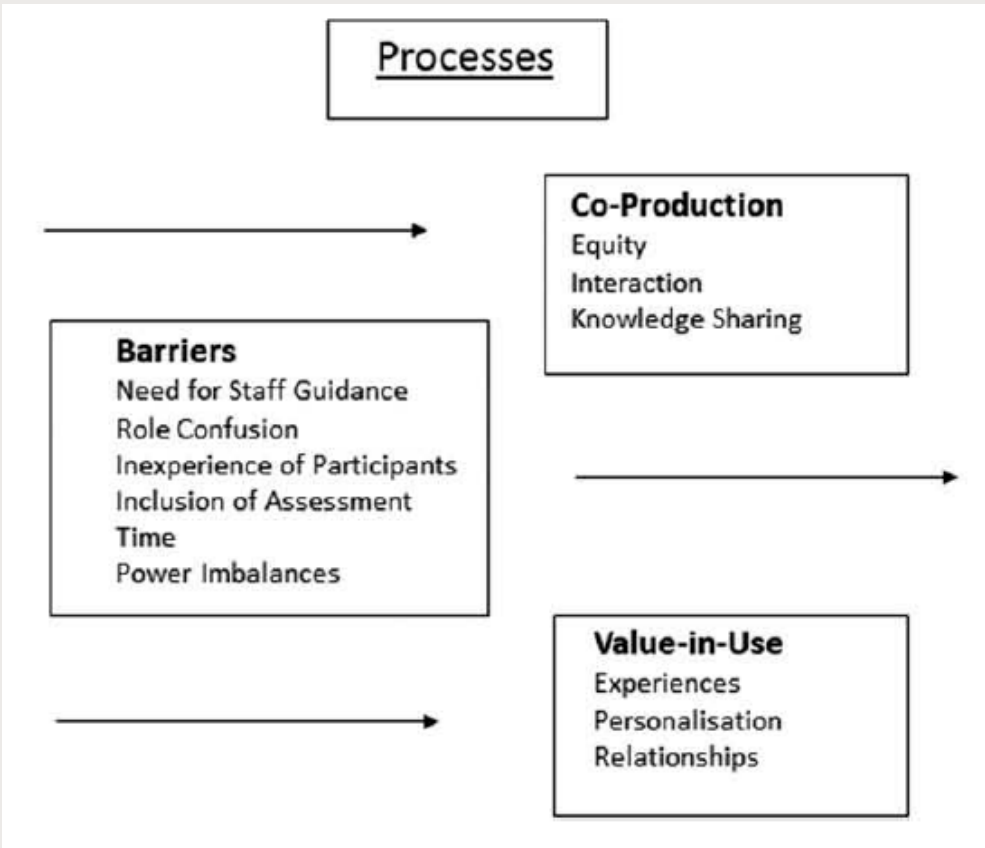 Processes
Co-Production
Equity
Interaction
Knowledge Sharing
Barriers
Need for Staff Guidance
Role Confusion
Inexperience of Participants
Inclusion of Assessment
Time
Power Imbalances
Value-in-Use
Experiences
Personalisation
Relationships